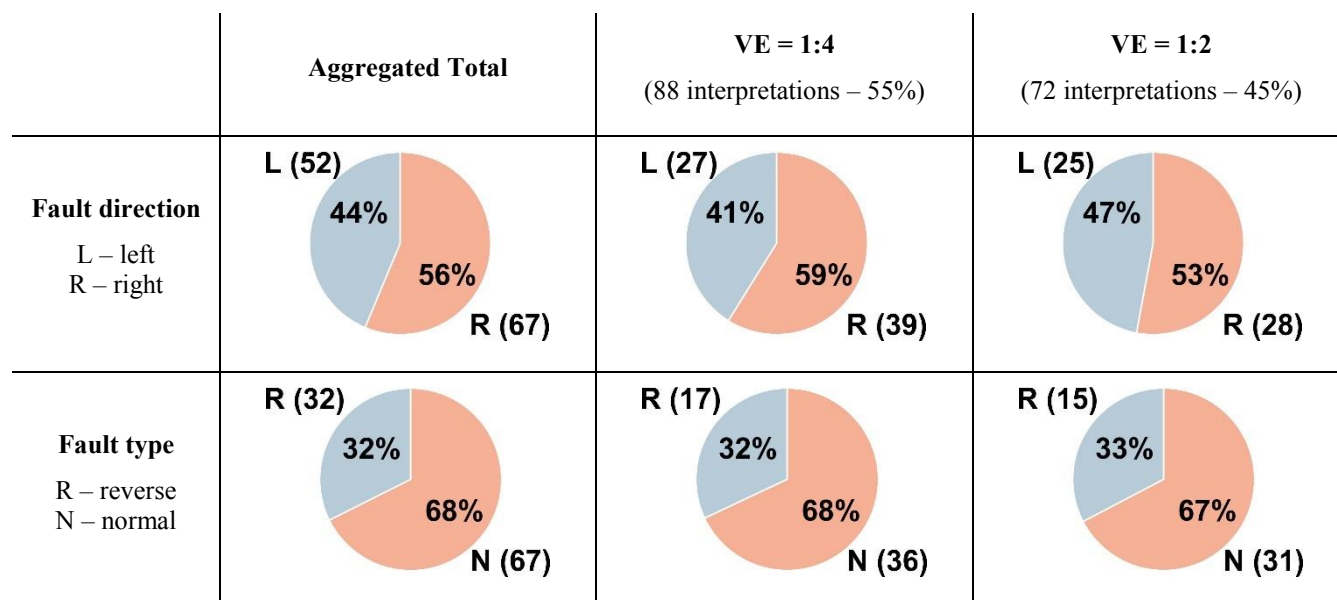 Aggregated Total
VE = 1:4
(88 interpretations – 55%)
VE = 1:2
(72 interpretations – 45%)
Fault direction
L – left
R – right
L (52)
44%
56%
R (67)
L (27)
41%
59%
R (39)
L (25)
47%
53%
R (28)
Fault type
R – reverse
N – normal
R (32)
32%
68%
N (67)
R (17)
32%
68%
N (36)
R (15)
33%
67%
N (31)